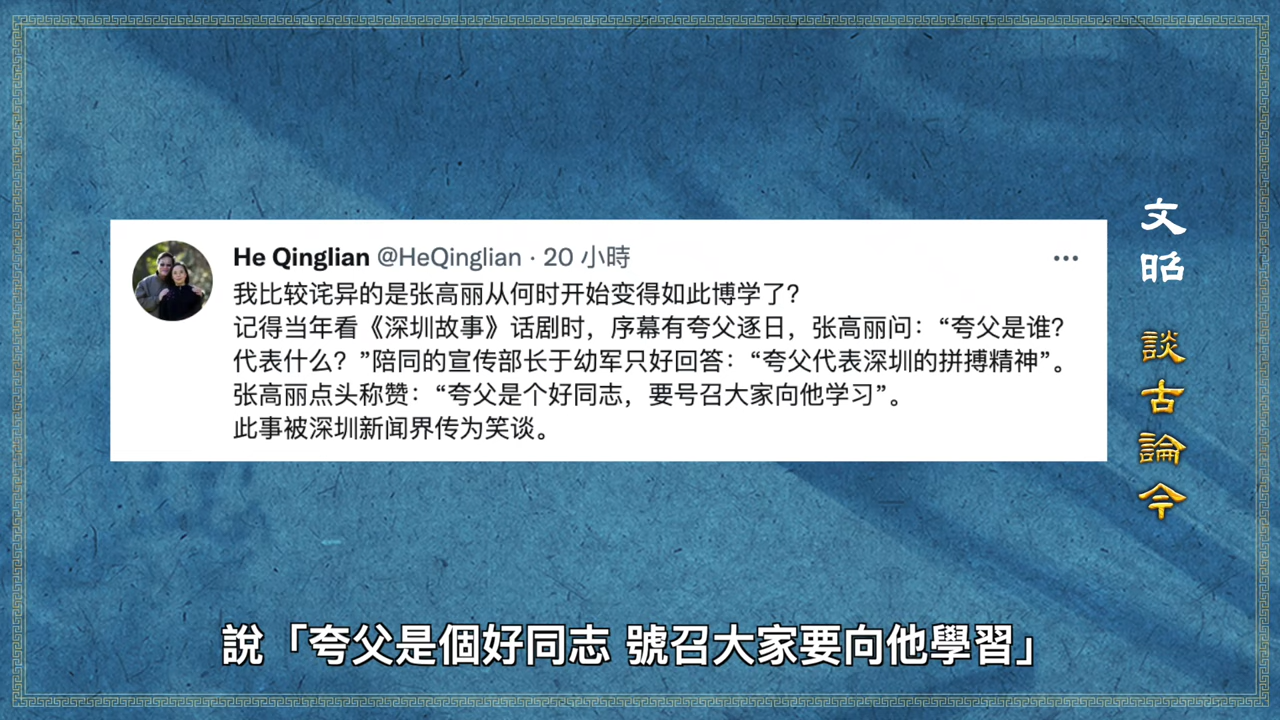 He Qinglian @HeQinglian · 20 小時
我比较诧异的是张高丽从何时开始变得如此博学了？
记得当年看《深圳故事》话剧时，序幕有夸父逐日，张高丽问：“夸父是谁？
代表什么？”陪同的宣传部长于幼军只好回答：“夸父代表深圳的拼搏精神”。
张高丽点头称赞：“夸父是个好同志，要号召大家向他学习”。
此事被深圳新闻界传为笑谈。
文昭 談古論今
說「夸父是個好同志 號召大家要向他學習」